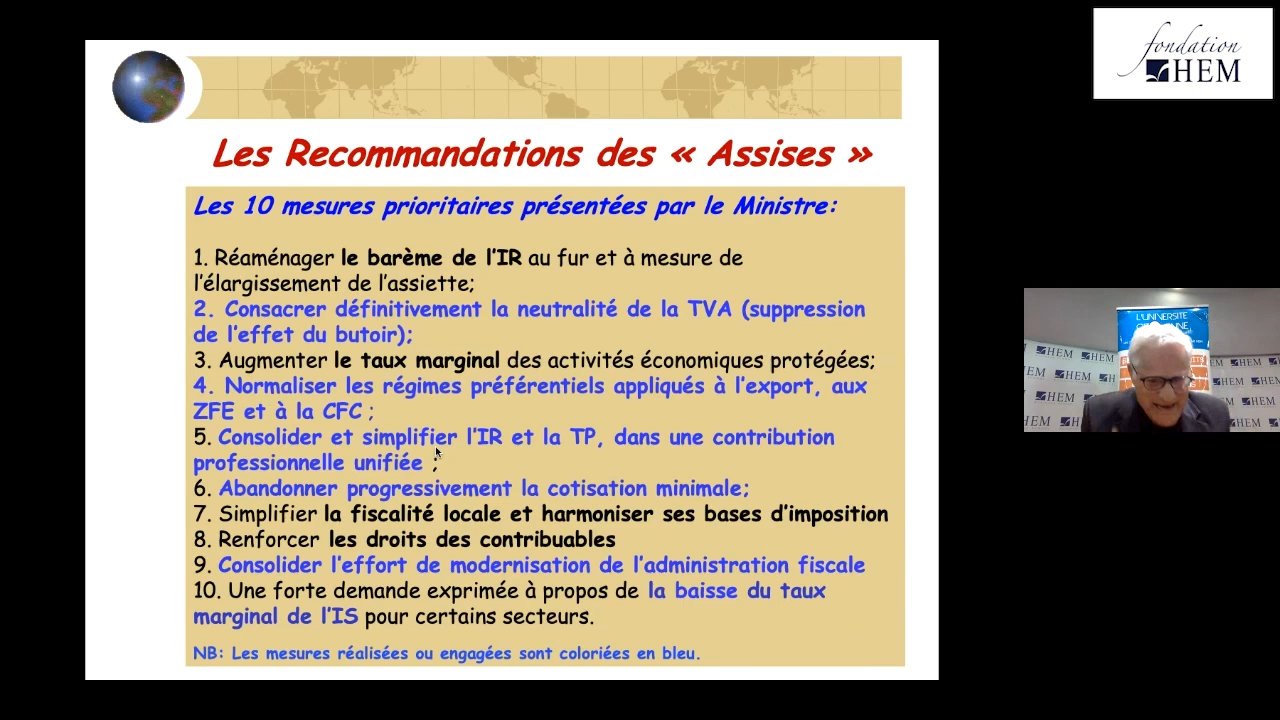 fondation
HEM
Les Recommandations des « Assises »
Les 10 mesures prioritaires présentées par le Ministre:
1. Réaménager le barème de l'IR au fur et à mesure de
l'élargissement de l'assiette;
2. Consacrer définitivement la neutralité de la TVA (suppression
de l'effet du butoir);
3. Augmenter le taux marginal des activités économiques protégées;
4. Normaliser les régimes préférentiels appliqués à l'export, aux
ZFE et à la CFC ;
5. Consolider et simplifier l'IR et la TP, dans une contribution
professionnelle unifiée ;
6. Abandonner progressivement la cotisation minimale;
7. Simplifier la fiscalité locale et harmoniser ses bases d'imposition
8. Renforcer les droits des contribuables
9. Consolider l'effort de modernisation de l'administration fiscale
10. Une forte demande exprimée à propos de la baisse du taux
marginal de l'IS pour certains secteurs.
NB: Les mesures réalisées ou engagées sont coloriées en bleu.
L'UNIVERSITE
HEM
HEM
HEM
HEM
HEM
HEM
HEM
HEM